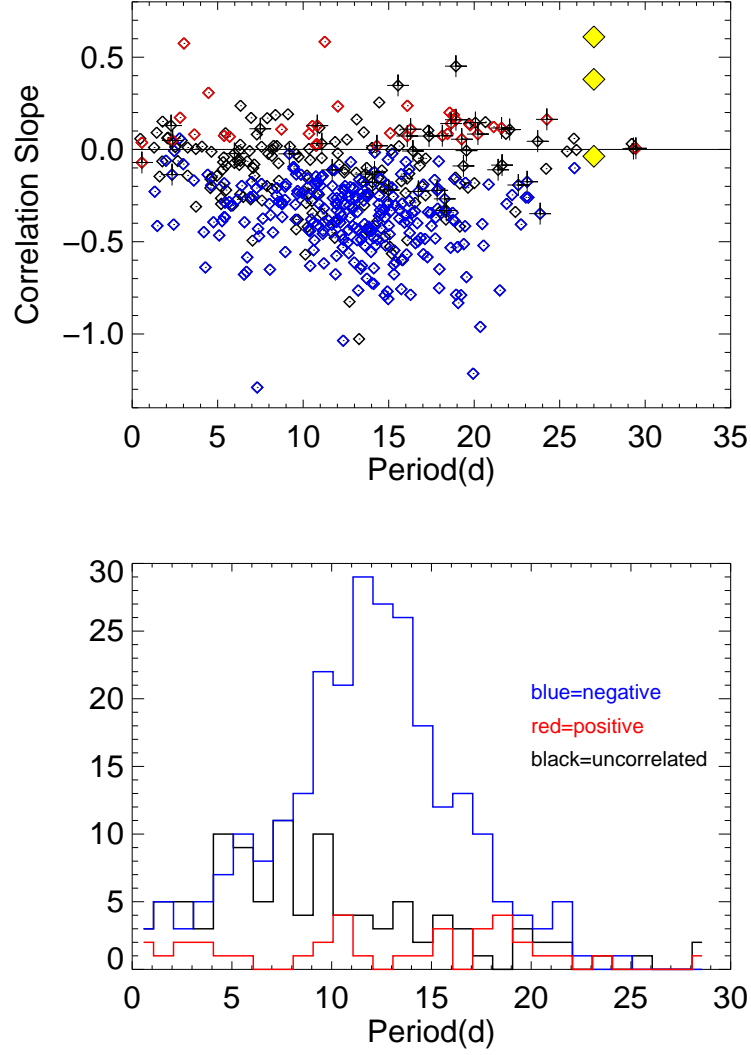 0.5
0.0
−0.5
−1.0
Correlation Slope
0 5 10 15 20 25 30 35
Period(d)
30
25
20
15
10
5
0
blue=negative
red=positive
black=uncorrelated
0 5 10 15 20 25 30
Period(d)